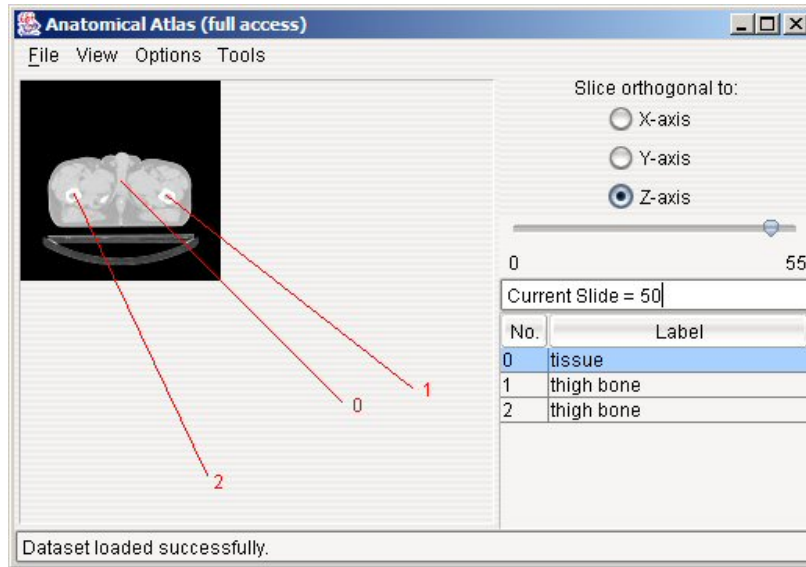 Anatomical Atlas (full access)
File View Options Tools
Slice orthogonal to:
X-axis
Y-axis
Z-axis
0 55
Current Slide = 50
No. Label
0 tissue
1 thigh bone
2 thigh bone
1
0
2
Dataset loaded successfully.